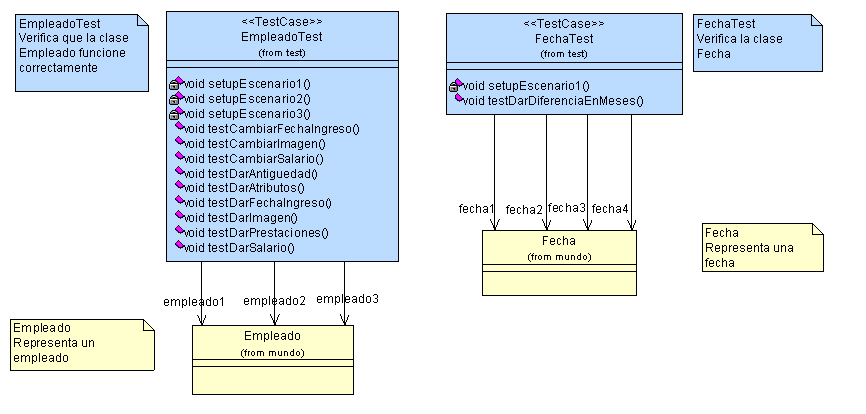 EmpleadoTest
Verifica que la clase
Empleado funcione
correctamente
<<TestCase>>
EmpleadoTest
(from test)
void setupEscenario1()
void setupEscenario2()
void setupEscenario3()
void testCambiarFechaIngreso()
void testCambiarImagen()
void testCambiarSalario()
void testDarAntiguedad()
void testDarAtributos()
void testDarFechaIngreso()
void testDarImagen()
void testDarPrestaciones()
void testDarSalario()
<<TestCase>>
FechaTest
(from test)
void setupEscenario1()
void testDarDiferenciaEnMeses()
FechaTest
Verifica la clase
Fecha
fecha1
fecha2
fecha3
fecha4
Fecha
(from mundo)
Fecha
Representa una
fecha
empleado1
empleado2
empleado3
Empleado
Representa un
empleado
Empleado
(from mundo)